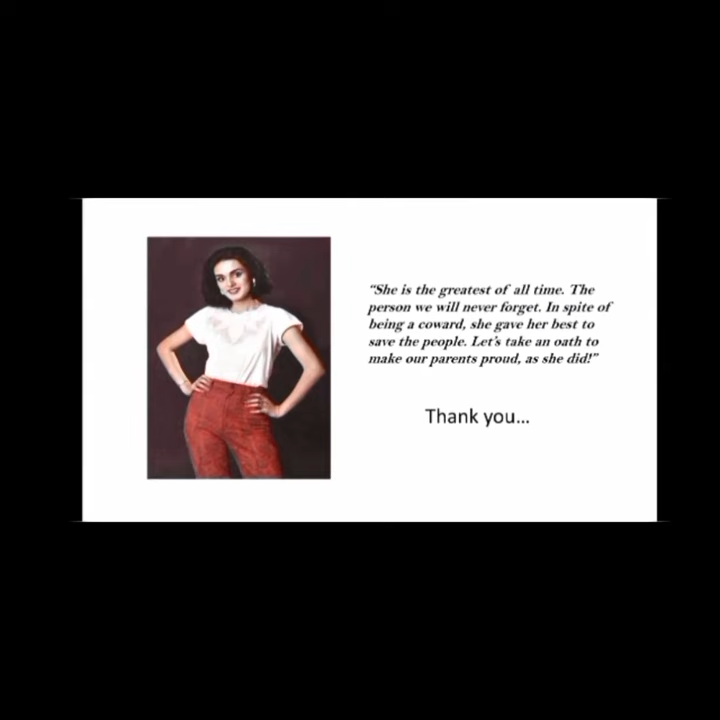 “She is the greatest of all time. The
person we will never forget. In spite of
being a coward, she gave her best to
save the people. Let’s take an oath to
make our parents proud, as she did!”
Thank you...